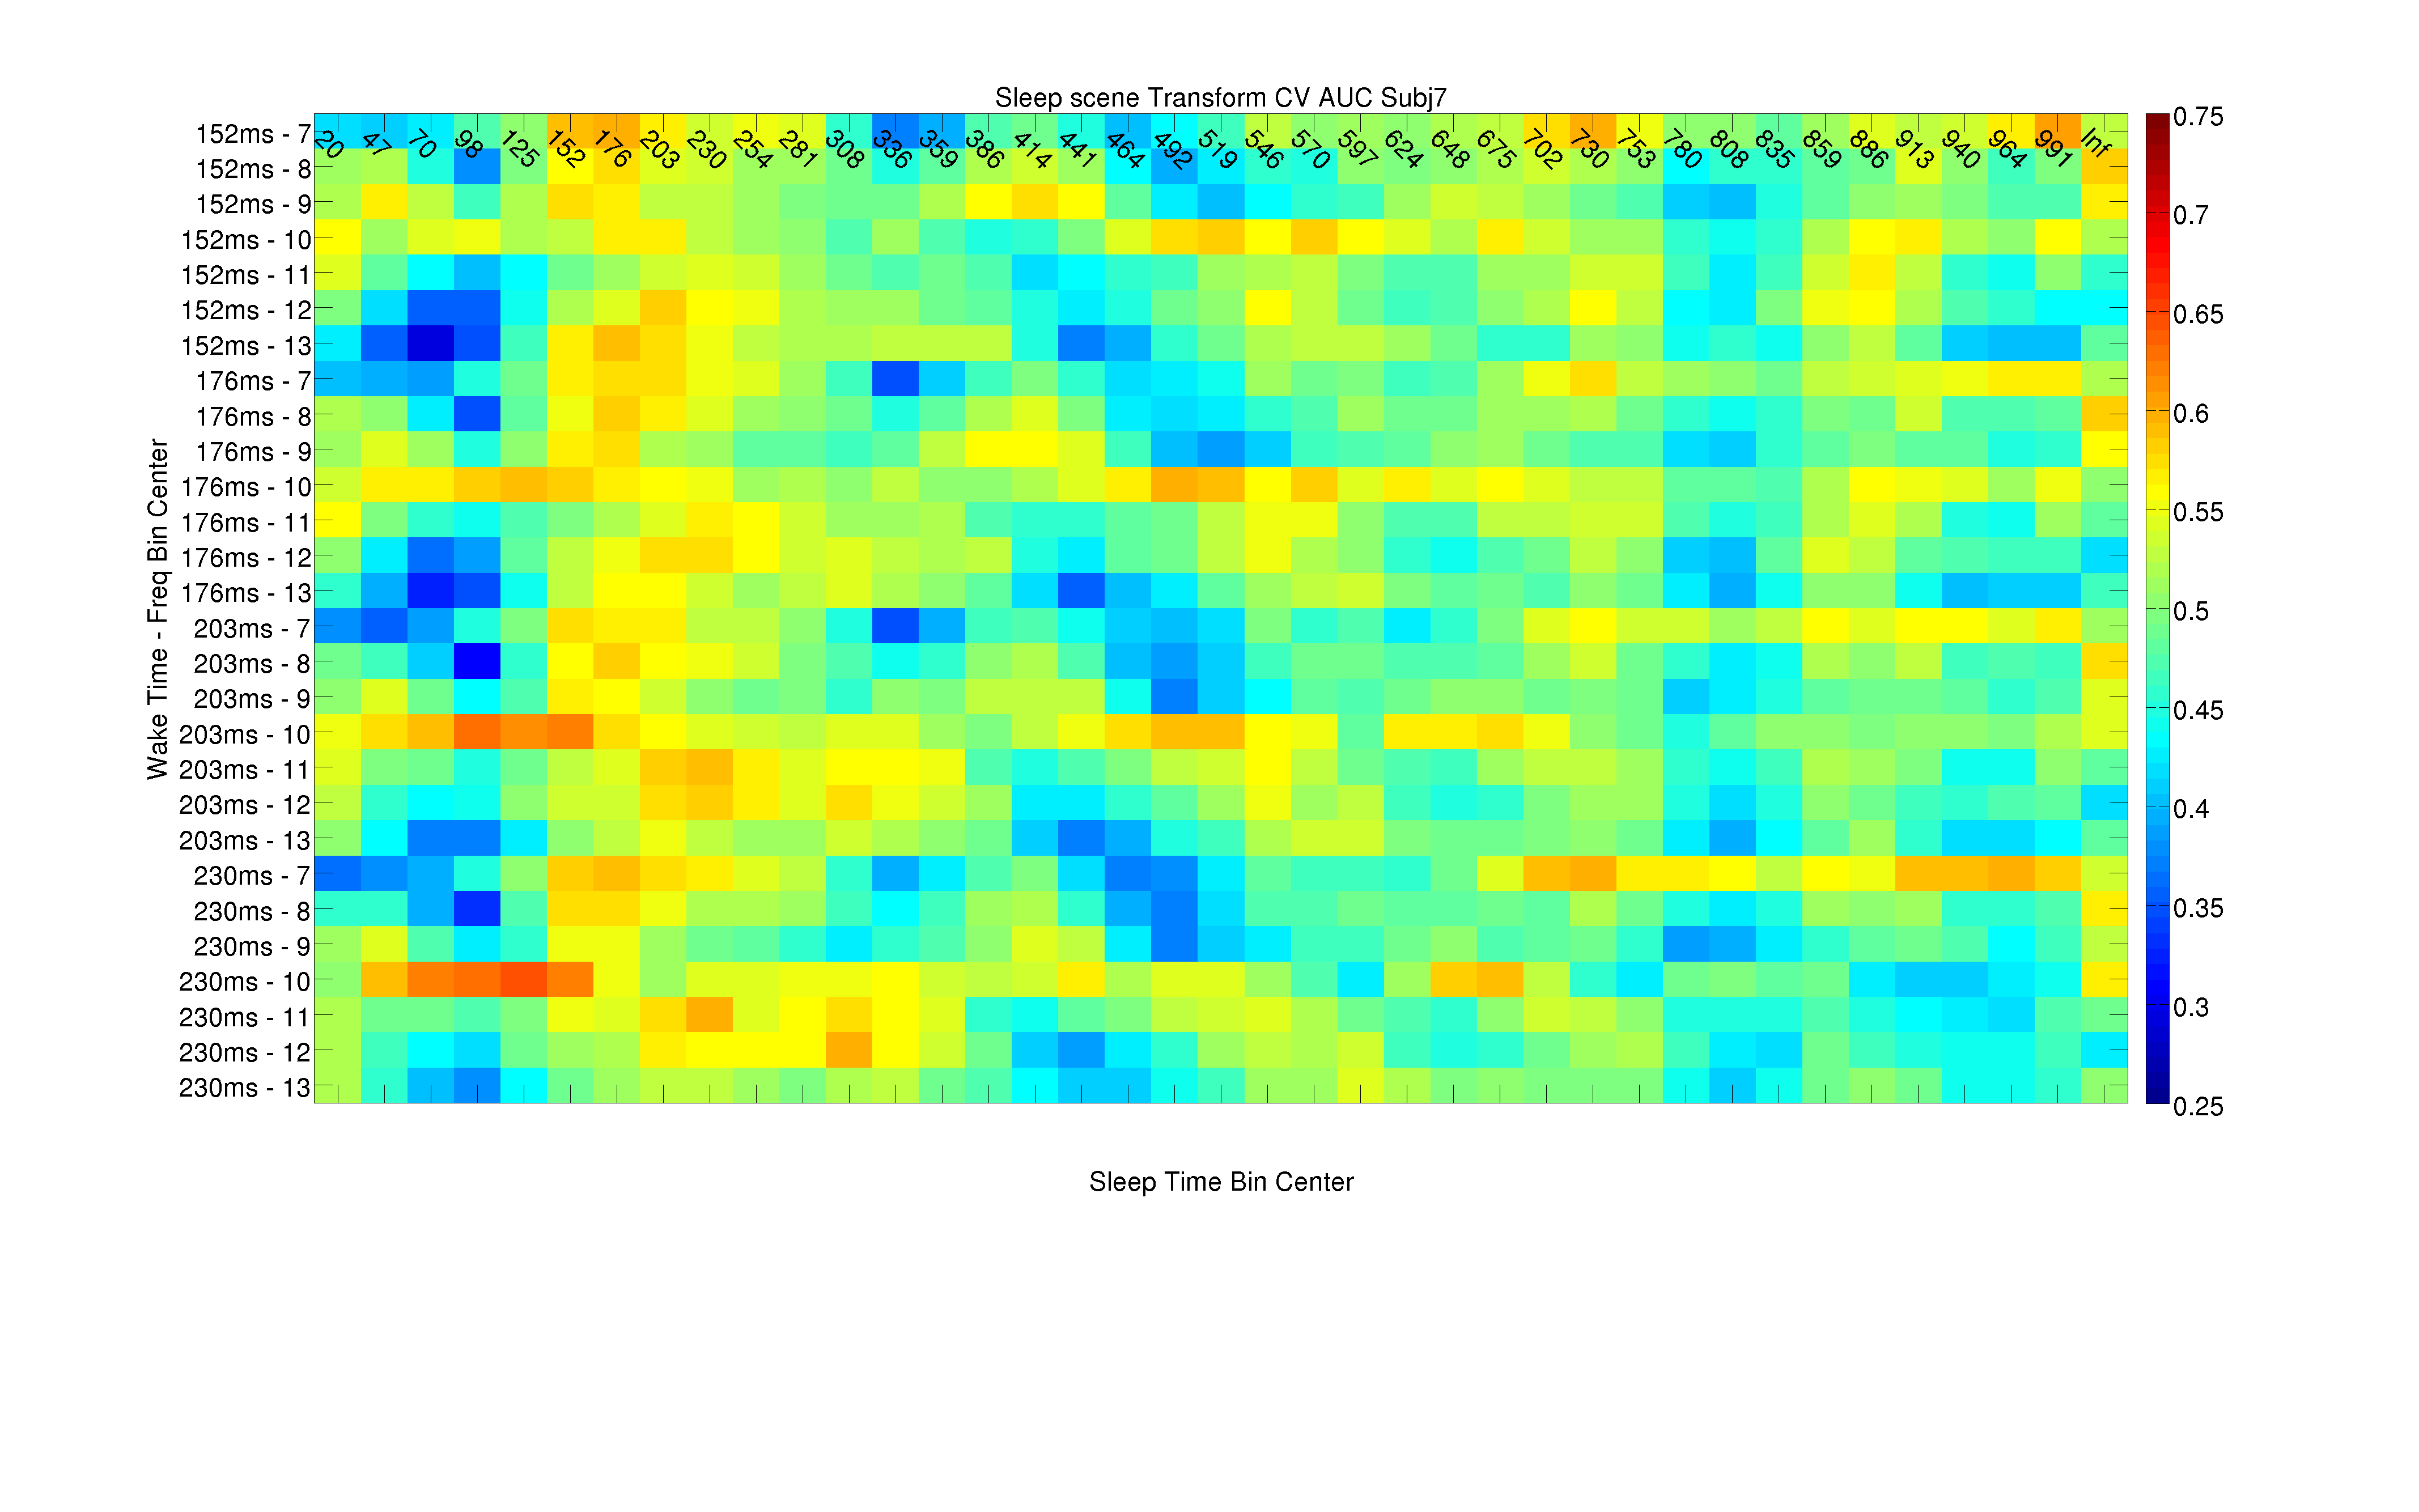 Sleep scene Transform CV AUC Subj7
20 47 70 98 125 152 176 203 230 254 281 308 336 359 386 414 441 464 492 519 546 570 597 624 648 675 702 730 753 780 808 835 859 886 913 940 964 991 Inf
Wake Time - Freq Bin Center
152ms - 7
152ms - 8
152ms - 9
152ms - 10
152ms - 11
152ms - 12
152ms - 13
176ms - 7
176ms - 8
176ms - 9
176ms - 10
176ms - 11
176ms - 12
176ms - 13
203ms - 7
203ms - 8
203ms - 9
203ms - 10
203ms - 11
203ms - 12
203ms - 13
230ms - 7
230ms - 8
230ms - 9
230ms - 10
230ms - 11
230ms - 12
230ms - 13
0.75
0.7
0.65
0.6
0.55
0.5
0.45
0.4
0.35
0.3
0.25
Sleep Time Bin Center